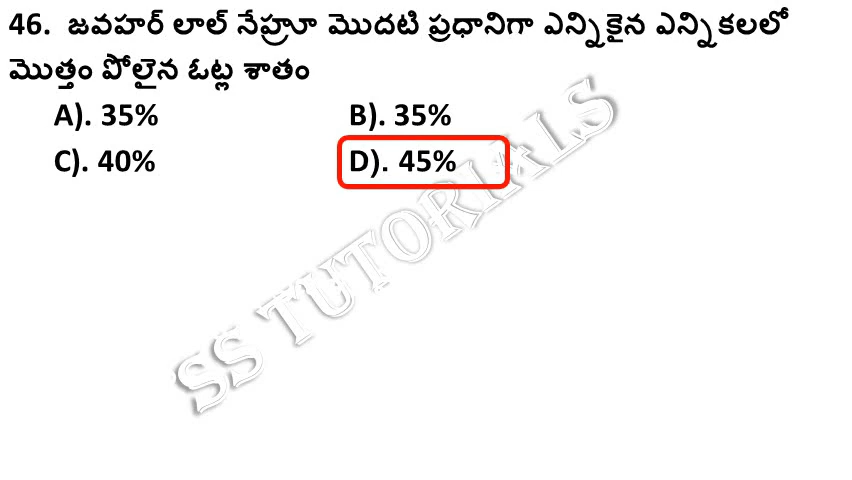 46. జవహర్ లాల్ నేహ్రూ మొదటి ప్రధానిగా ఎన్నికైన ఎన్నికలలో
మొత్తం పోలైన ఓట్ల శాతం
A). 35% B). 35%
C). 40% D). 45%
SS TUTORIALS